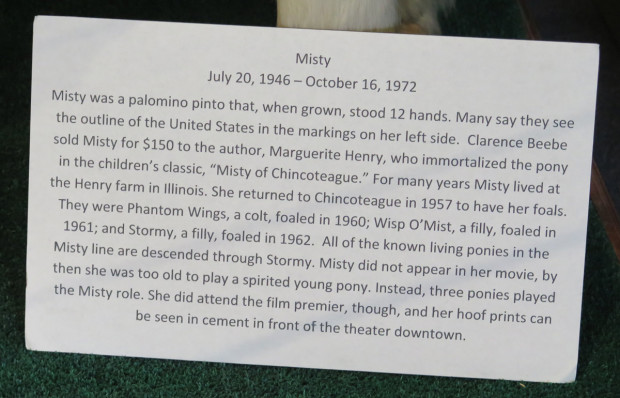 Misty
July 20, 1946 – October 16, 1972
Misty was a palomino pinto that, when grown, stood 12 hands. Many say they see
the outline of the United States in the markings on her left side.  Clarence Beebe
sold Misty for $150 to the author, Marguerite Henry, who immortalized the pony
in the children's classic, "Misty of Chincoteague." For many years Misty lived at
the Henry farm in Illinois. She returned to Chincoteague in 1957 to have her foals.
They were Phantom Wings, a colt, foaled in 1960; Wisp O'Mist, a filly, foaled in
1961; and Stormy, a filly, foaled in 1962.  All of the known living ponies in the
Misty line are descended through Stormy. Misty did not appear in her movie, by
then she was too old to play a spirited young pony. Instead, three ponies played
the Misty role. She did attend the film premier, though, and her hoof prints can
be seen in cement in front of the theater downtown.